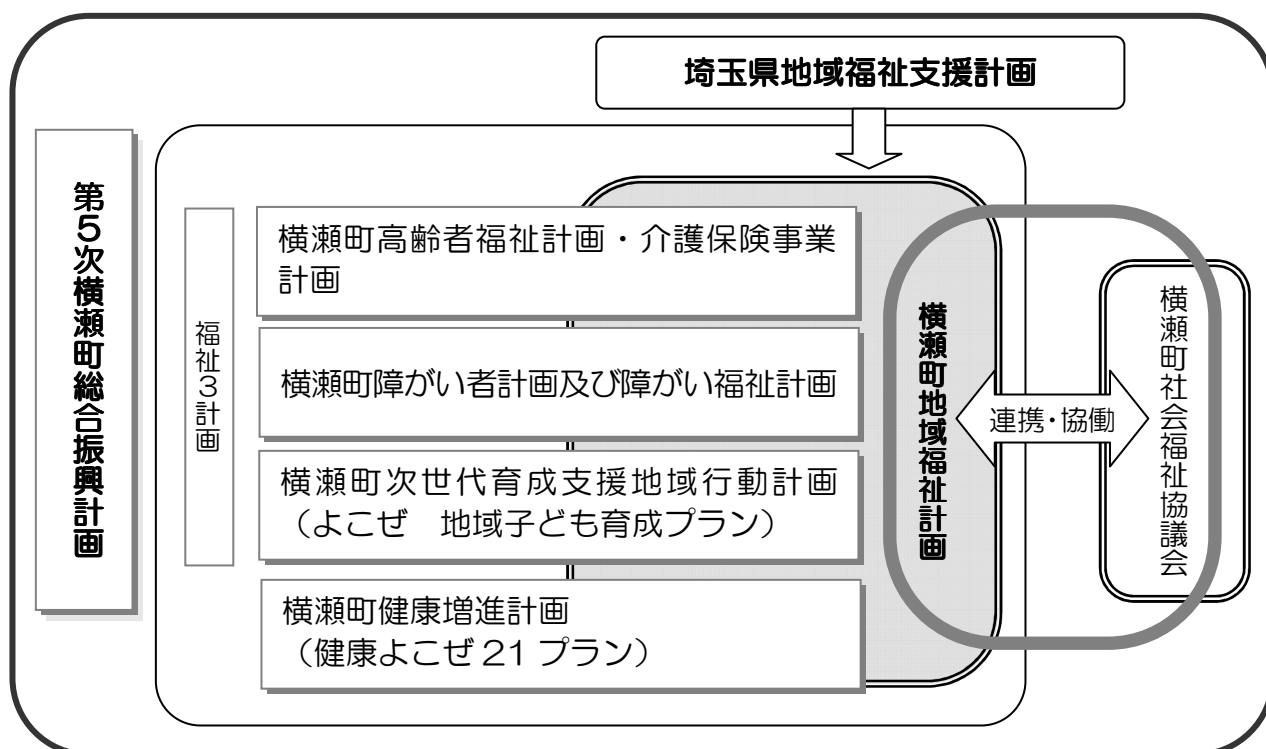 埼玉県地域福祉支援計画
第5次横瀬町総合振興計画
福祉3計画
横瀬町高齢者福祉計画・介護保険事業
計画
横瀬町障がい者計画及び障がい福祉計画
横瀬町次世代育成支援地域行動計画
（よこぜ　地域子ども育成プラン）
横瀬町健康増進計画
（健康よこぜ 21 プラン）
横瀬町地域福祉計画
連携・協働
横瀬町社会福祉協議会